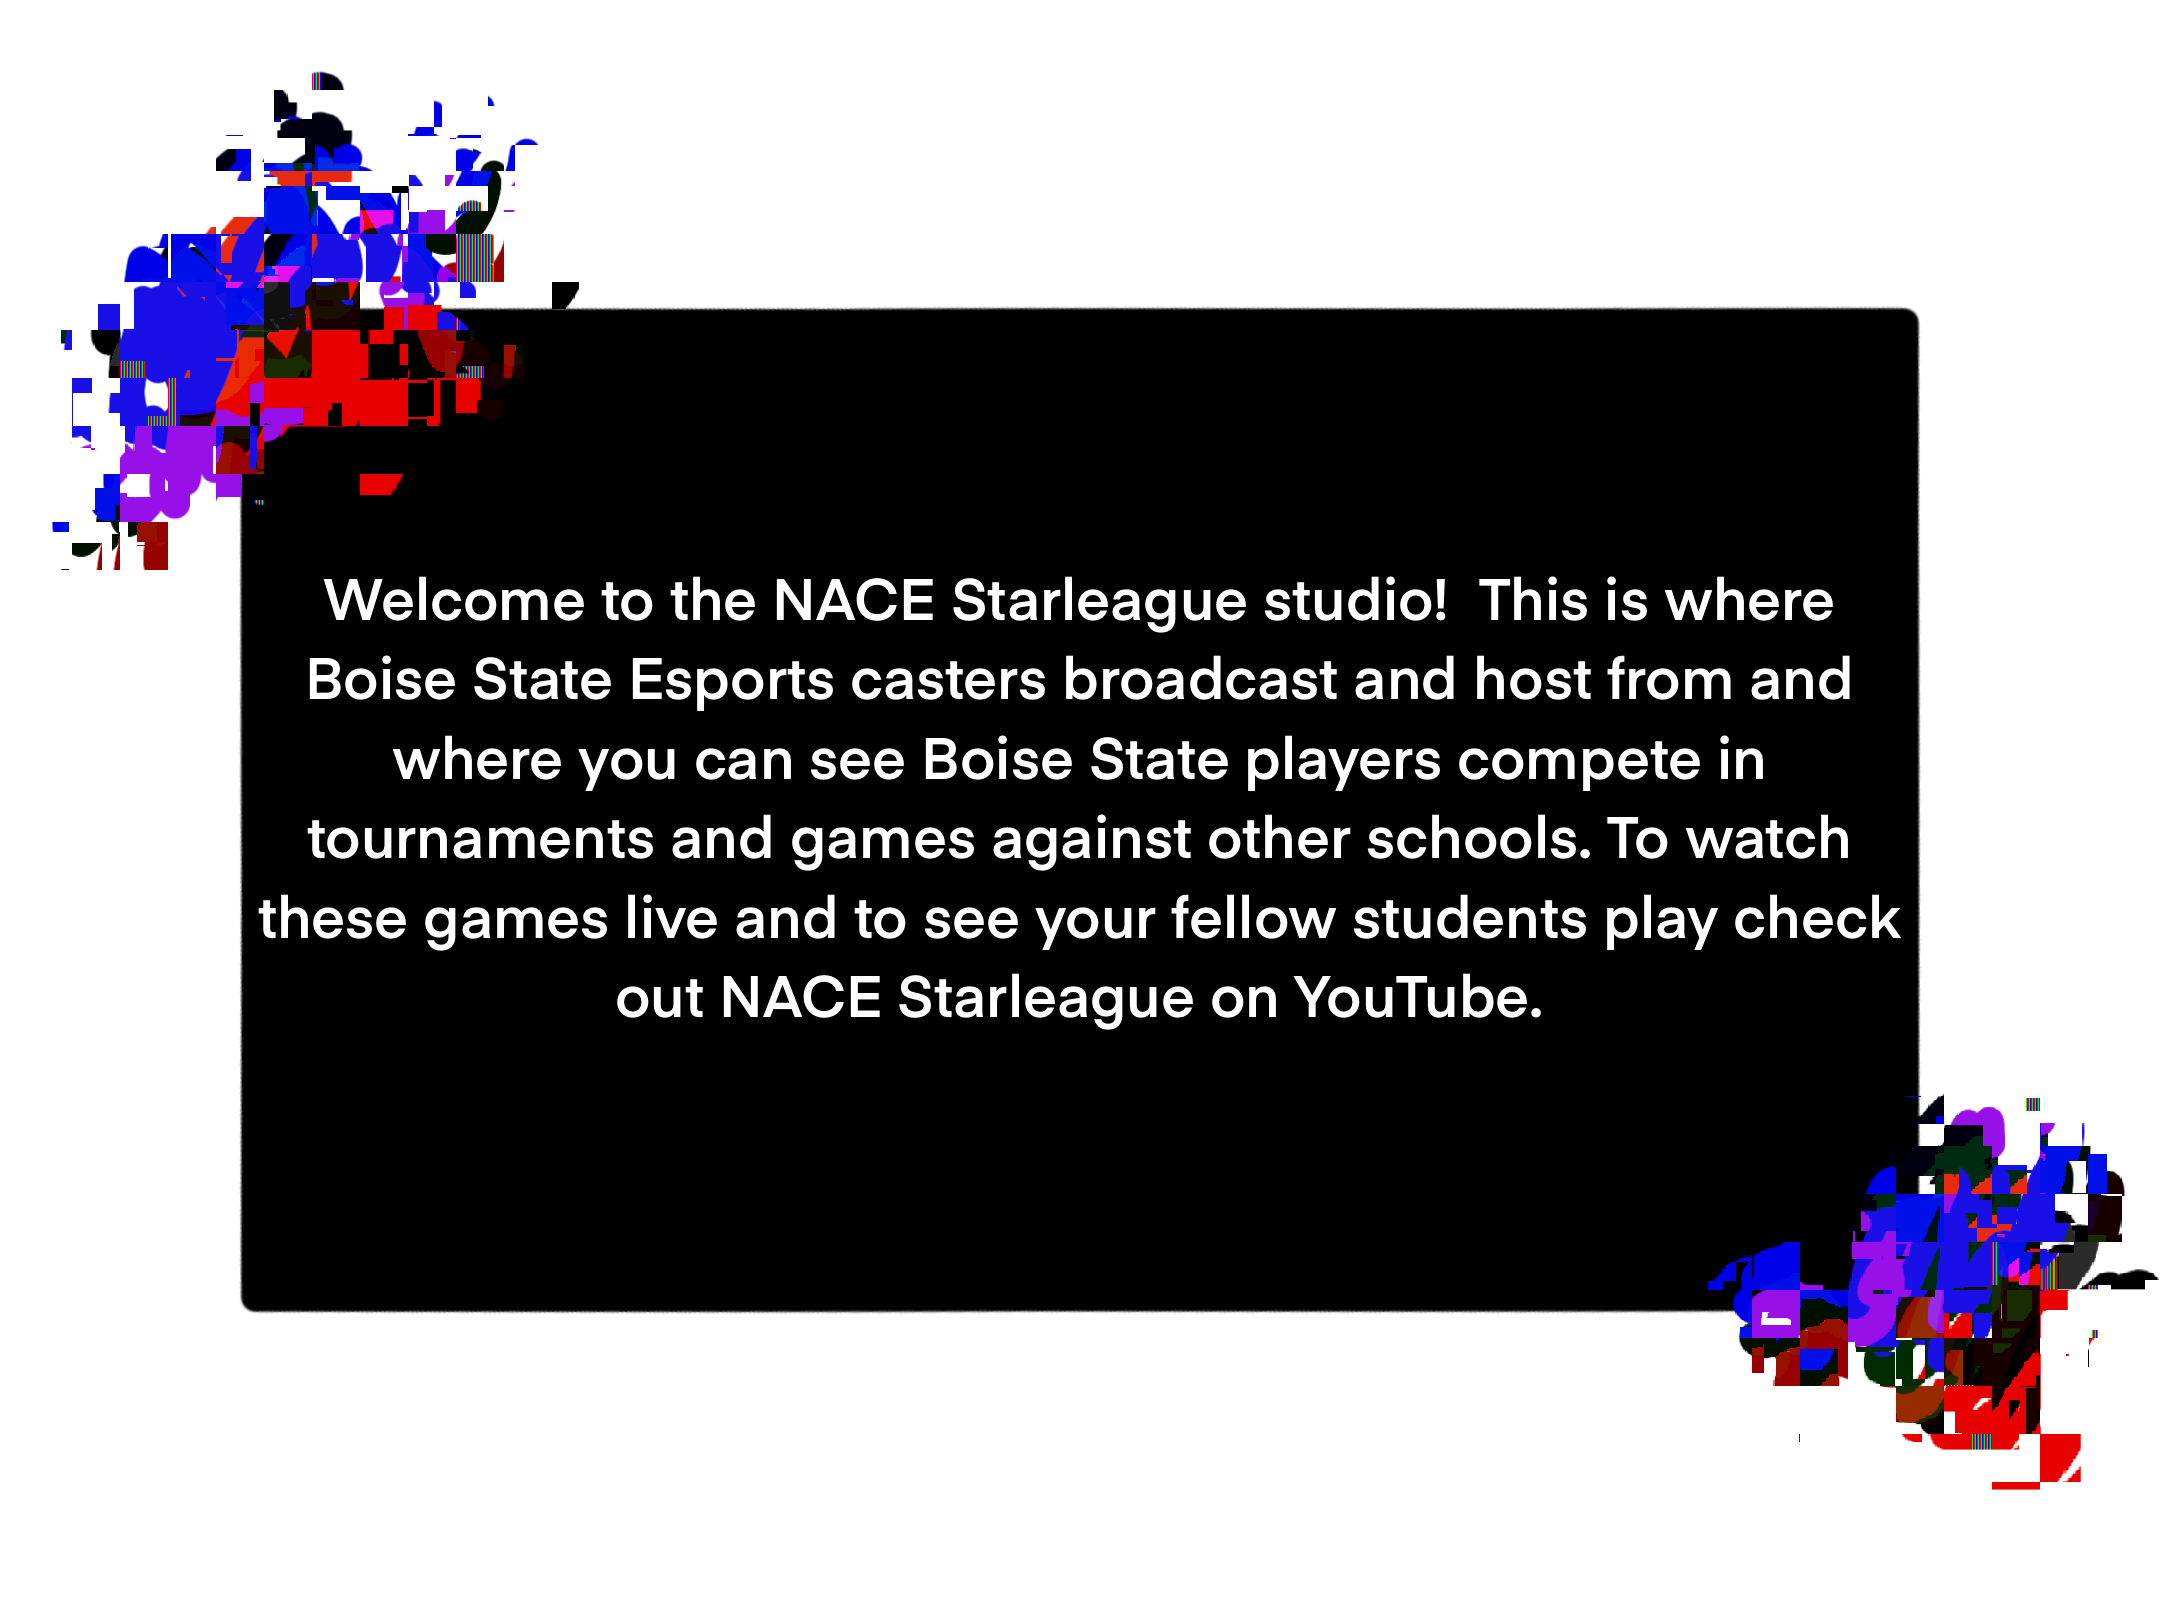 Welcome to the NACE Starleague studio!  This is where
Boise State Esports casters broadcast and host from and
where you can see Boise State players compete in
tournaments and games against other schools. To watch
these games live and to see your fellow students play check
out NACE Starleague on YouTube.